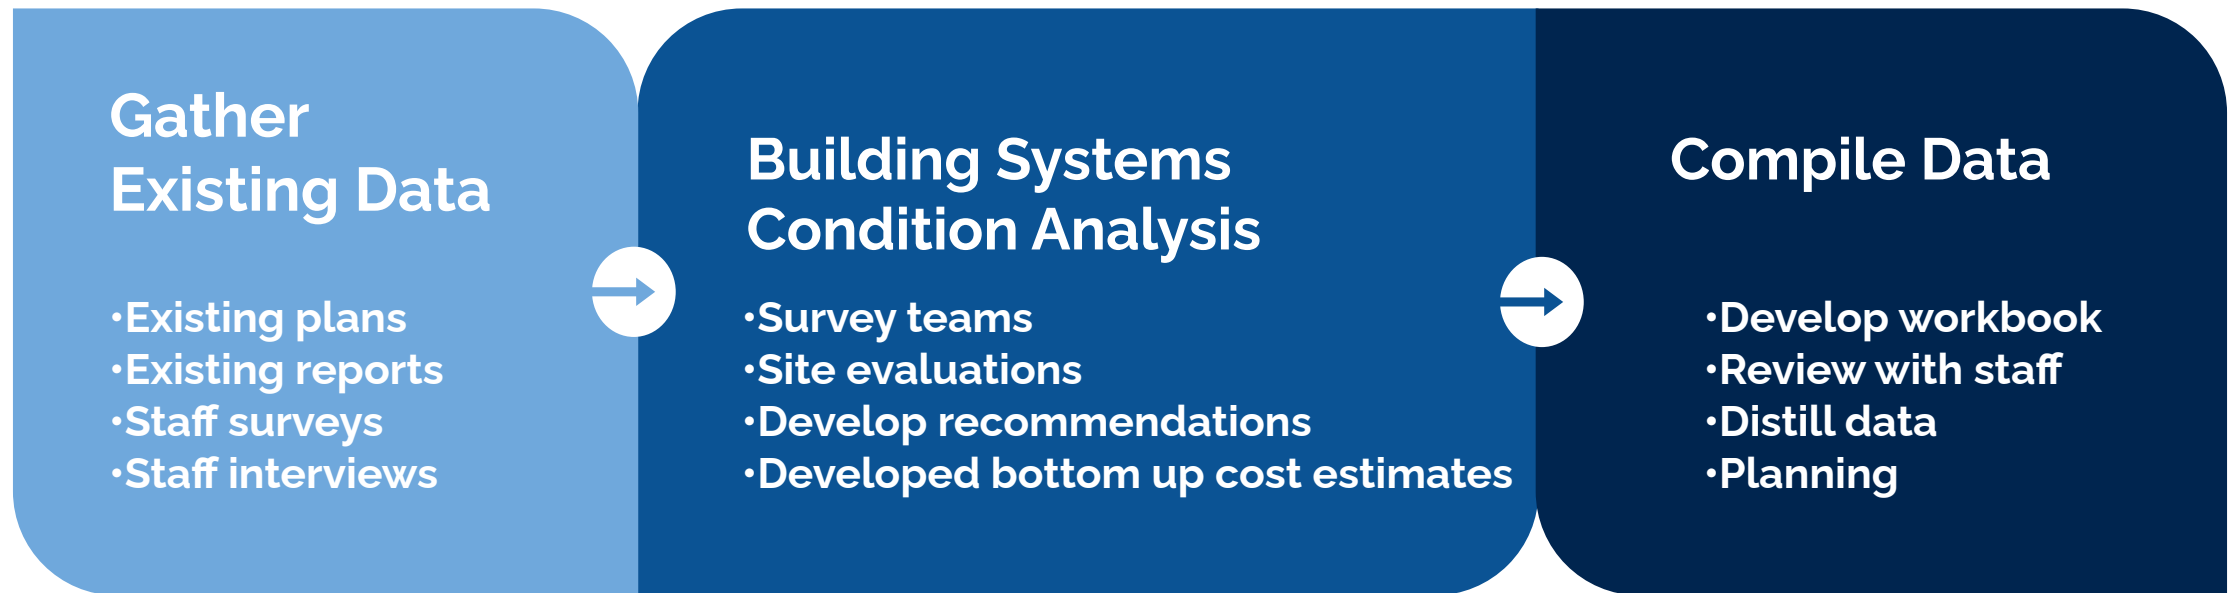 Gather
Existing Data
•Existing plans
•Existing reports
•Staff surveys
•Staff interviews
Building Systems
Condition Analysis
•Survey teams
•Site evaluations
•Develop recommendations
•Developed bottom up cost estimates
Compile Data
•Develop workbook
•Review with staff
•Distill data
•Planning